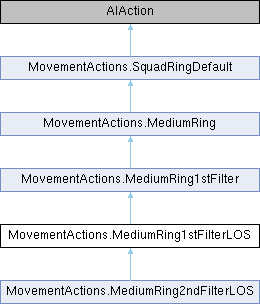 AIAction
MovementActions.SquadRingDefault
MovementActions.MediumRing
MovementActions.MediumRing1stFilter
MovementActions.MediumRing1stFilterLOS
MovementActions.MediumRing2ndFilterLOS